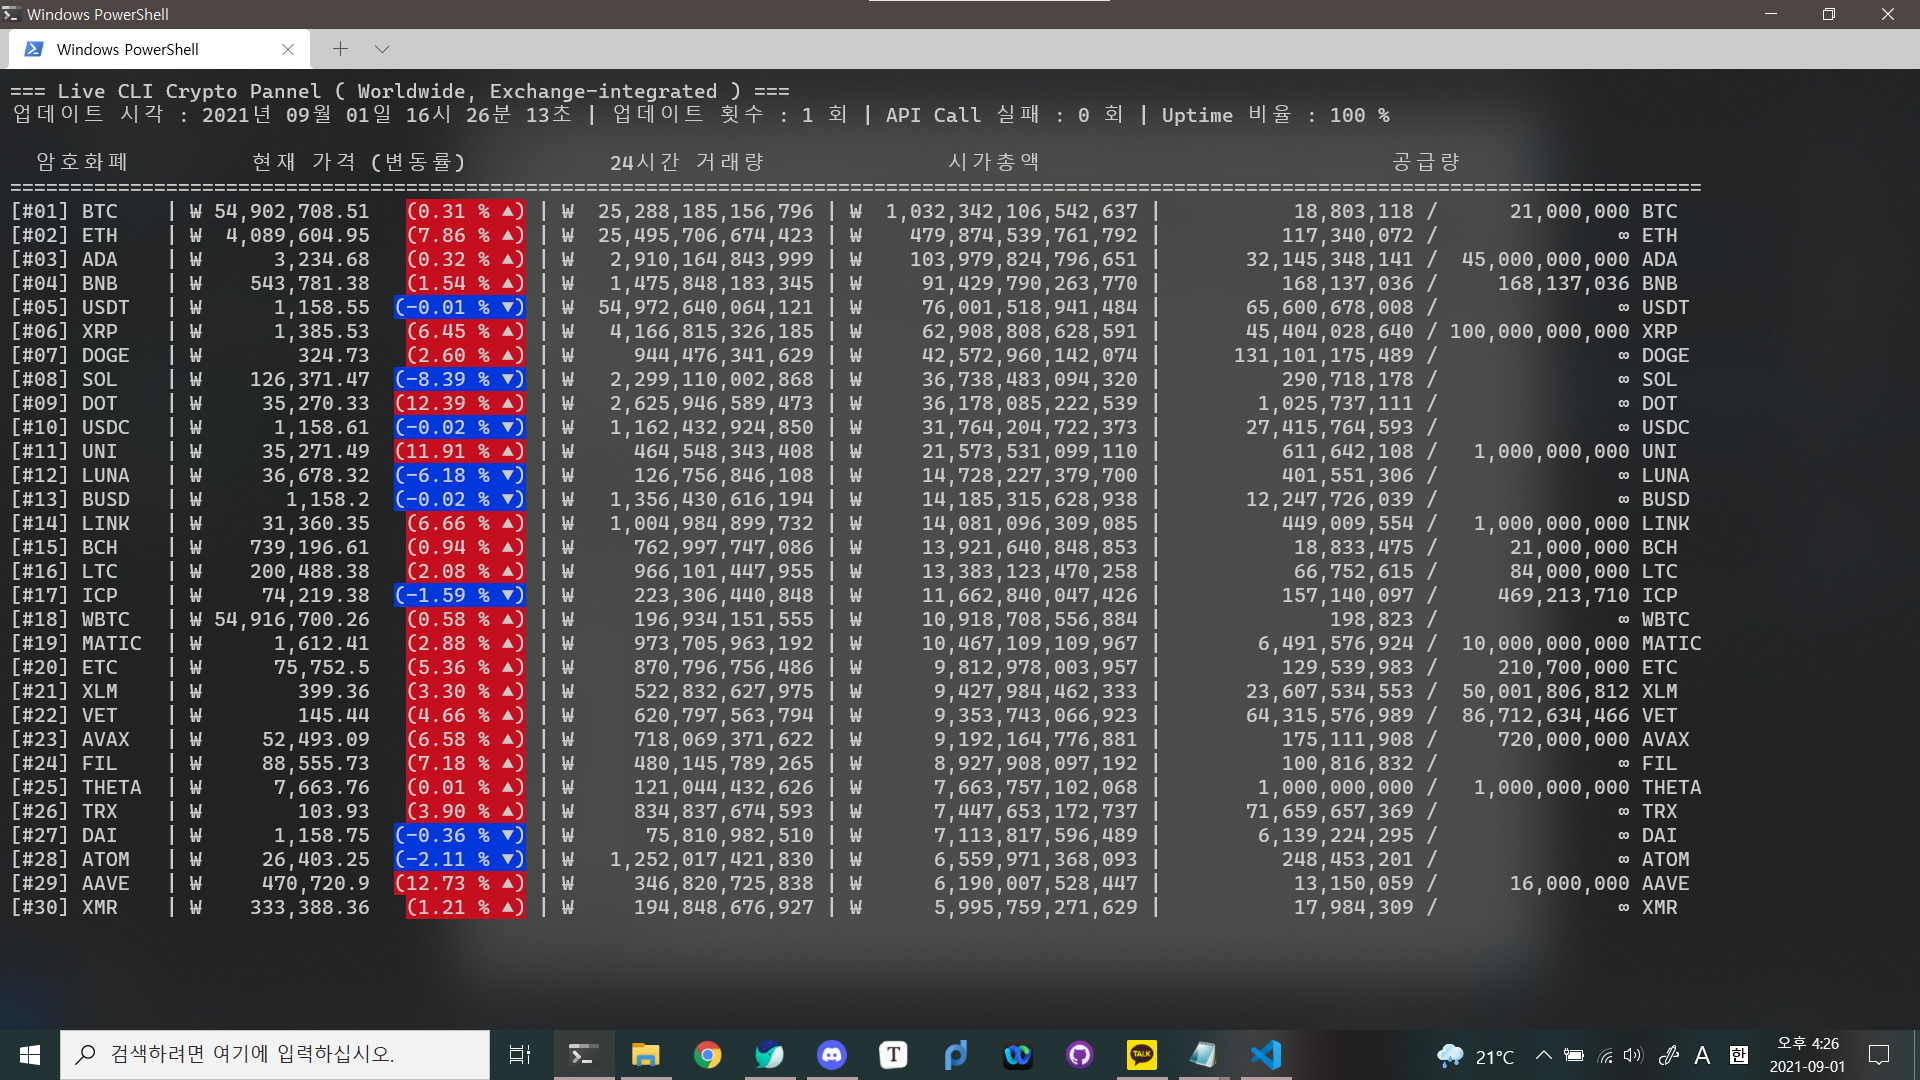 Windows PowerShell
Windows PowerShell
=== Live CLI Crypto Pannel ( Worldwide, Exchange-integrated ) ===
업데이트 시각 : 2021년 09월 01일 16시 26분 13초 | 업데이트 횟수 : 1 회 | API Call 실패 : 0 회 | Uptime 비율 : 100 %
암호화폐 현재 가격 (변동률) 24시간 거래량 시가총액 공급량
=============================================================================================================================================
[#01] BTC | ₩ 54,902,708.51 (0.31 % ▲) | ₩ 25,288,185,156,796 | ₩ 1,032,342,106,542,637 | 18,803,118 / 21,000,000 BTC
[#02] ETH | ₩ 4,089,604.95 (7.86 % ▲) | ₩ 25,495,706,674,423 | ₩ 479,874,539,761,792 | 117,340,072 / ∞ ETH
[#03] ADA | ₩ 3,234.68 (0.32 % ▲) | ₩ 2,910,164,843,999 | ₩ 103,979,824,796,651 | 32,145,348,141 / 45,000,000,000 ADA
[#04] BNB | ₩ 543,781.38 (1.54 % ▲) | ₩ 1,475,848,183,345 | ₩ 91,429,790,263,770 | 168,137,036 / 168,137,036 BNB
[#05] USDT | ₩ 1,158.55 (-0.01 % ▼) | ₩ 54,972,640,064,121 | ₩ 76,001,518,941,484 | 65,600,678,008 / ∞ USDT
[#06] XRP | ₩ 1,385.53 (6.45 % ▲) | ₩ 4,166,815,326,185 | ₩ 62,908,808,628,591 | 45,404,028,640 / 100,000,000,000 XRP
[#07] DOGE | ₩ 324.73 (2.60 % ▲) | ₩ 944,476,341,629 | ₩ 42,572,960,142,074 | 131,101,175,489 / ∞ DOGE
[#08] SOL | ₩ 126,371.47 (-8.39 % ▼) | ₩ 2,299,110,002,868 | ₩ 36,738,483,094,320 | 290,718,178 / ∞ SOL
[#09] DOT | ₩ 35,270.33 (12.39 % ▲) | ₩ 2,625,946,589,473 | ₩ 36,178,085,222,539 | 1,025,737,111 / ∞ DOT
[#10] USDC | ₩ 1,158.61 (-0.02 % ▼) | ₩ 1,162,432,924,850 | ₩ 31,764,204,722,373 | 27,415,764,593 / ∞ USDC
[#11] UNI | ₩ 35,271.49 (11.91 % ▲) | ₩ 464,548,343,408 | ₩ 21,573,531,099,110 | 611,642,108 / 1,000,000,000 UNI
[#12] LUNA | ₩ 36,678.32 (-6.18 % ▼) | ₩ 126,756,846,108 | ₩ 14,728,227,379,700 | 401,551,306 / ∞ LUNA
[#13] BUSD | ₩ 1,158.2 (-0.02 % ▼) | ₩ 1,356,430,616,194 | ₩ 14,185,315,628,938 | 12,247,726,039 / ∞ BUSD
[#14] LINK | ₩ 31,360.35 (6.66 % ▲) | ₩ 1,004,984,899,732 | ₩ 14,081,096,309,085 | 449,009,554 / 1,000,000,000 LINK
[#15] BCH | ₩ 739,196.61 (0.94 % ▲) | ₩ 762,997,747,086 | ₩ 13,921,640,848,853 | 18,833,475 / 21,000,000 BCH
[#16] LTC | ₩ 200,488.38 (2.08 % ▲) | ₩ 966,101,447,955 | ₩ 13,383,123,470,258 | 66,752,615 / 84,000,000 LTC
[#17] ICP | ₩ 74,219.38 (-1.59 % ▼) | ₩ 223,306,440,848 | ₩ 11,662,840,047,426 | 157,140,097 / 469,213,710 ICP
[#18] WBTC | ₩ 54,916,700.26 (0.58 % ▲) | ₩ 196,934,151,555 | ₩ 10,918,708,556,884 | 198,823 / ∞ WBTC
[#19] MATIC | ₩ 1,612.41 (2.88 % ▲) | ₩ 973,705,963,192 | ₩ 10,467,109,109,967 | 6,491,576,924 / 10,000,000,000 MATIC
[#20] ETC | ₩ 75,752.5 (5.36 % ▲) | ₩ 870,796,756,486 | ₩ 9,812,978,003,957 | 129,539,983 / 210,700,000 ETC
[#21] XLM | ₩ 399.36 (3.30 % ▲) | ₩ 522,832,627,975 | ₩ 9,427,984,462,333 | 23,607,534,553 / 50,001,806,812 XLM
[#22] VET | ₩ 145.44 (4.66 % ▲) | ₩ 620,797,563,794 | ₩ 9,353,743,066,923 | 64,315,576,989 / 86,712,634,466 VET
[#23] AVAX | ₩ 52,493.09 (6.58 % ▲) | ₩ 718,069,371,622 | ₩ 9,192,164,776,881 | 175,111,908 / 720,000,000 AVAX
[#24] FIL | ₩ 88,555.73 (7.18 % ▲) | ₩ 480,145,789,265 | ₩ 8,927,908,097,192 | 100,816,832 / ∞ FIL
[#25] THETA | ₩ 7,663.76 (0.01 % ▲) | ₩ 121,044,432,626 | ₩ 7,663,757,102,068 | 1,000,000,000 / 1,000,000,000 THETA
[#26] TRX | ₩ 103.93 (3.90 % ▲) | ₩ 834,837,674,593 | ₩ 7,447,653,172,737 | 71,659,657,369 / ∞ TRX
[#27] DAI | ₩ 1,158.75 (-0.36 % ▼) | ₩ 75,810,982,510 | ₩ 7,113,817,596,489 | 6,139,224,295 / ∞ DAI
[#28] ATOM | ₩ 26,403.25 (-2.11 % ▼) | ₩ 1,252,017,421,830 | ₩ 6,559,971,368,093 | 248,453,201 / ∞ ATOM
[#29] AAVE | ₩ 470,720.9 (12.73 % ▲) | ₩ 346,820,725,838 | ₩ 6,190,007,528,447 | 13,150,059 / 16,000,000 AAVE
[#30] XMR | ₩ 333,388.36 (1.21 % ▲) | ₩ 194,848,676,927 | ₩ 5,995,759,271,629 | 17,984,309 / ∞ XMR
검색하려면 여기에 입력하십시오.
T
TALK
21°C
A
한
오후 4:26
2021-09-01